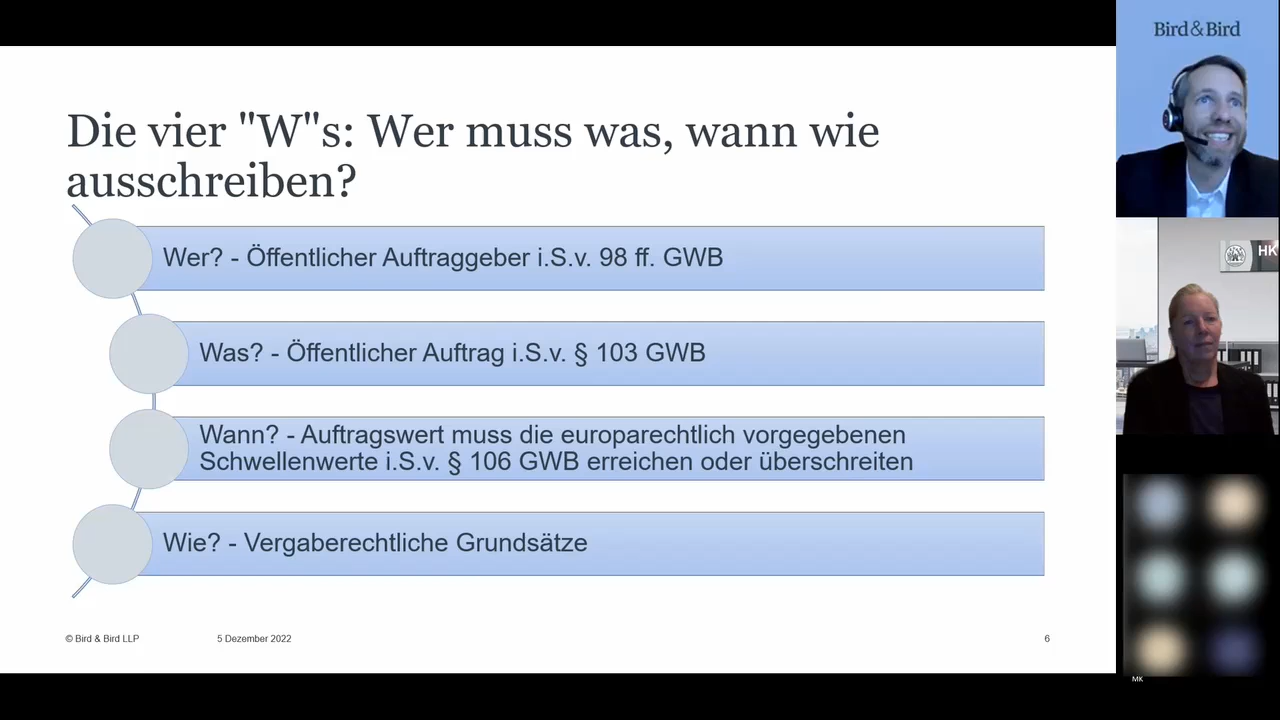 Die vier "W"s: Wer muss was, wann wie
ausschreiben?
Wer? - Öffentlicher Auftraggeber i.S.v. 98 ff. GWB
Was? - Öffentlicher Auftrag i.S.v. § 103 GWB
Wann? - Auftragswert muss die europarechtlich vorgegebenen
Schwellenwerte i.S.v. § 106 GWB erreichen oder überschreiten
Wie? - Vergaberechtliche Grundsätze
© Bird & Bird LLP
5 Dezember 2022
6
Bird&Bird
HK
MK